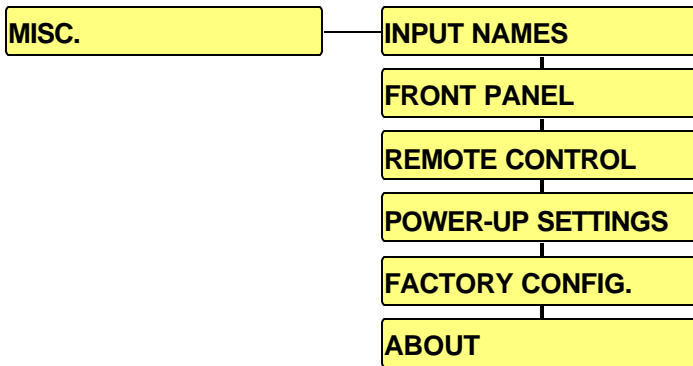 MISC.
INPUT NAMES
FRONT PANEL
REMOTE CONTROL
POWER-UP SETTINGS
FACTORY CONFIG.
ABOUT